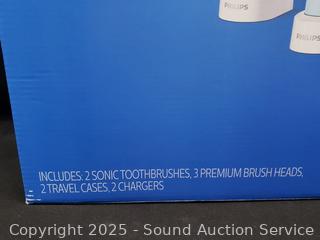 PHILIPS
PHILIPS
INCLUDES: 2 SONIC TOOTHBRUSHES, 3 PREMIUM BRUSH HEADS,
2 TRAVEL CASES, 2 CHARGERS
Copyright 2025 - Sound Auction Service